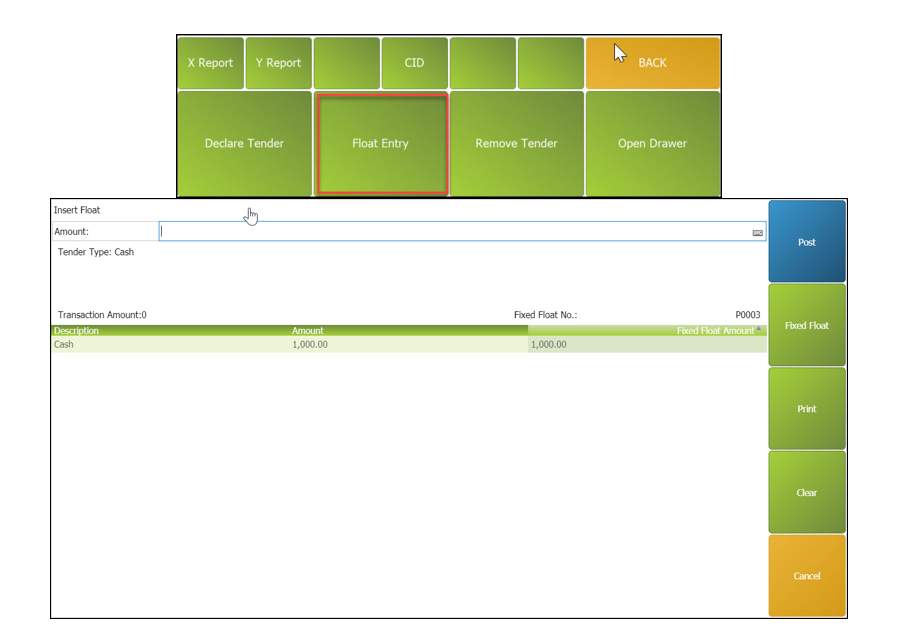 X Report Y Report CID BACK
Declare Tender Float Entry Remove Tender Open Drawer
Insert Float
Amount:
Post
Tender Type: Cash
Transaction Amount:0 Fixed Float No.: P0003
Fixed Float
Description Amount Fixed Float Amount
Cash 1,000.00 1,000.00
Print
Clear
Cancel